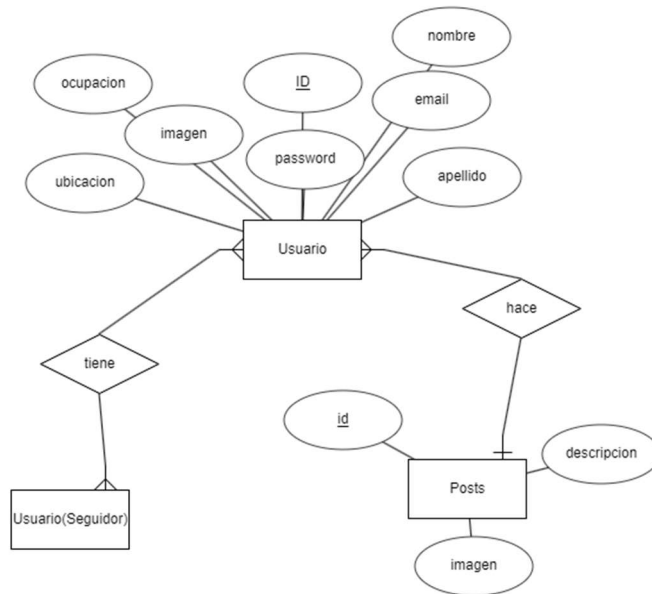 nombre
ocupacion
ID
email
imagen
password
ubicacion
apellido
Usuario
hace
tiene
id
descripcion
Posts
Usuario(Seguidor)
imagen